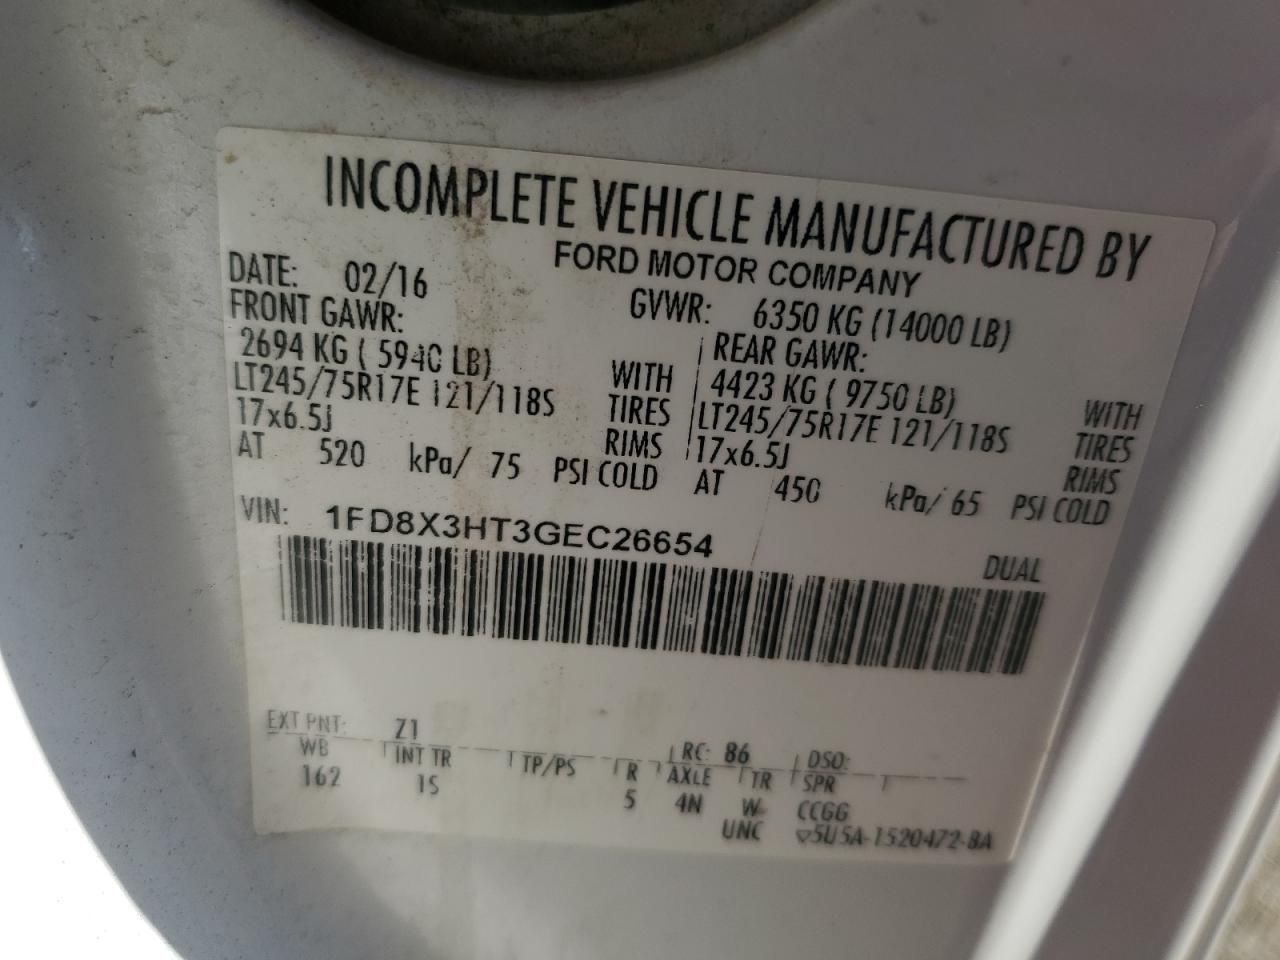 INCOMPLETE VEHICLE MANUFACTURED BY
FORD MOTOR COMPANY
DATE: 02/16 GVWR: 6350 KG (14000 LB)
FRONT GAWR: REAR GAWR:
2694 KG ( 5940 LB) WITH 4423 KG ( 9750 LB) WITH
LT245/75R17E 121/118S TIRES LT245/75R17E 121/118S TIRES
17x6.5J RIMS 17x6.5J RIMS
AT 520 kPa/ 75 PSI COLD AT 450 kPa/ 65 PSI COLD
VIN: 1FD8X3HT3GEC26654
DUAL
EXT PNT: Z1 RC: 86 DSO:
WB INT TR TP/PS R AXLE TR SPR
162 1S 5 4N W CCGG
UNC 5U5A-1520472-BA